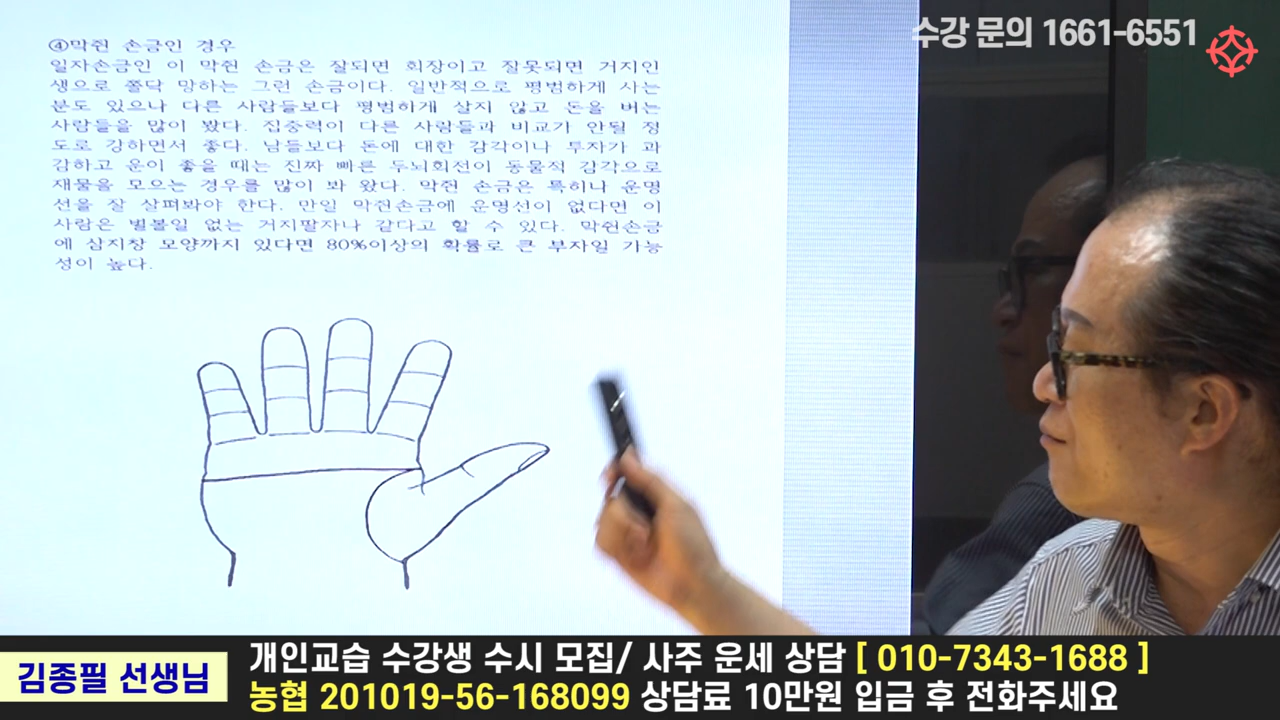 수강 문의 1661-6551
④막쥔 손금인 경우
일자손금인 이 막쥔 손금은 잘되면 회장이고 잘못되면 거지인
생으로 쫄닥 망하는 그런 손금이다. 일반적으로 평범하게 사는
분도 있으나 다른 사람들보다 평범하게 살지 않고 돈을 버는
사람들을 많이 봤다. 집중력이 다른 사람들과 비교가 안될 정
도로 강하면서 좋다. 남들보다 돈에 대한 감각이나 투자가 과
감하고 운이 좋을 때는 진짜 빠른 두뇌회전이 동물적 감각으로
재물을 모으는 경우를 많이 봐 왔다. 막쥔 손금은 특히나 운명
선을 잘 살펴봐야 한다. 만일 막쥔손금에 운명선이 없다면 이
사람은 별볼일 없는 거지팔자나 같다고 할 수 있다. 막쥔손금
에 삼지창 모양까지 있다면 80%이상의 확률로 큰 부자일 가능
성이 높다.
김종필 선생님
개인교습 수강생 수시 모집/ 사주 운세 상담 [ 010-7343-1688 ]
농협 201019-56-168099 상담료 10만원 입금 후 전화주세요